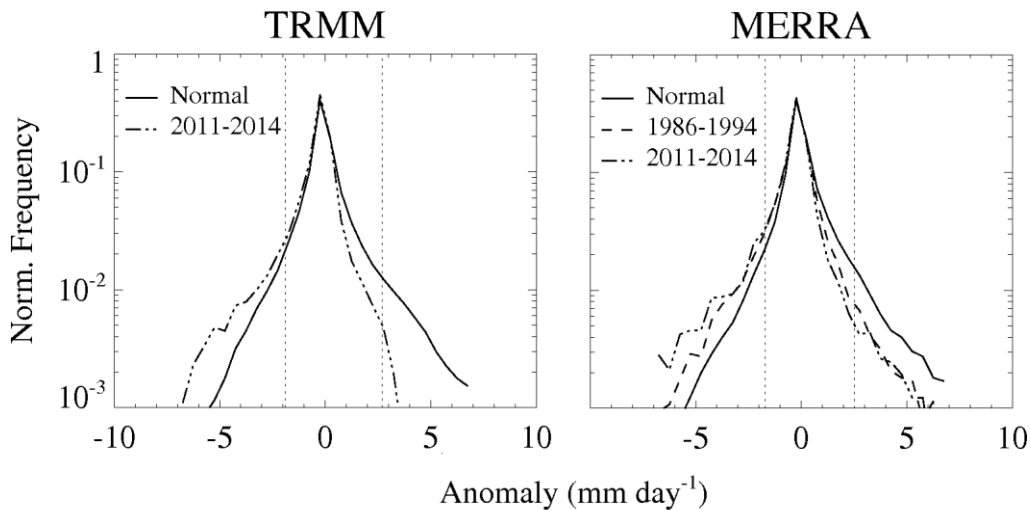 TRMM
MERRA
Norm. Frequency
1
10⁻¹
10⁻²
10⁻³
Normal
2011-2014
-10
-5
0
5
10
Normal
1986-1994
2011-2014
-5
0
5
10
Anomaly (mm day⁻¹)